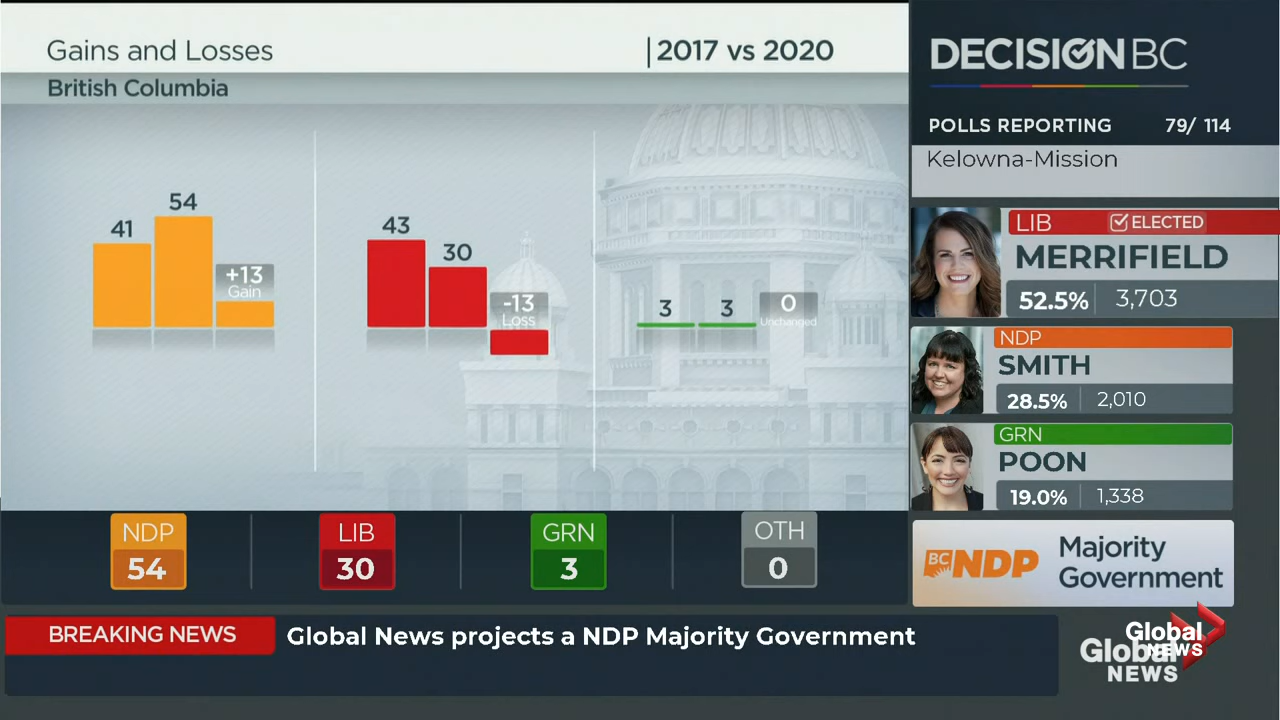 Gains and Losses
|2017 vs 2020
British Columbia
41
54
+13
Gain
43
30
-13
Loss
3
3
0
Unchanged
NDP
54
LIB
30
GRN
3
OTH
0
DECISION BC
POLLS REPORTING 79/ 114
Kelowna-Mission
LIB ELECTED
MERRIFIELD
52.5% 3,703
NDP
SMITH
28.5% 2,010
GRN
POON
19.0% 1,338
BC NDP
Majority
Government
BREAKING NEWS
Global News projects a NDP Majority Government
Global
NEWS
Global
NEWS